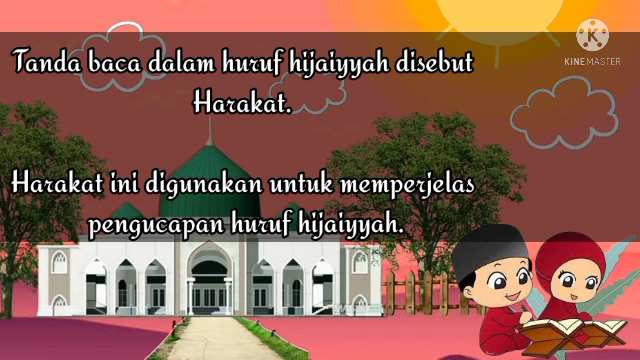 Tanda baca dalam huruf hijaiyyah disebut
Harakat.
Harakat ini digunakan untuk memperjelas
pengucapan huruf hijaiyyah.
K
KINEMASTER